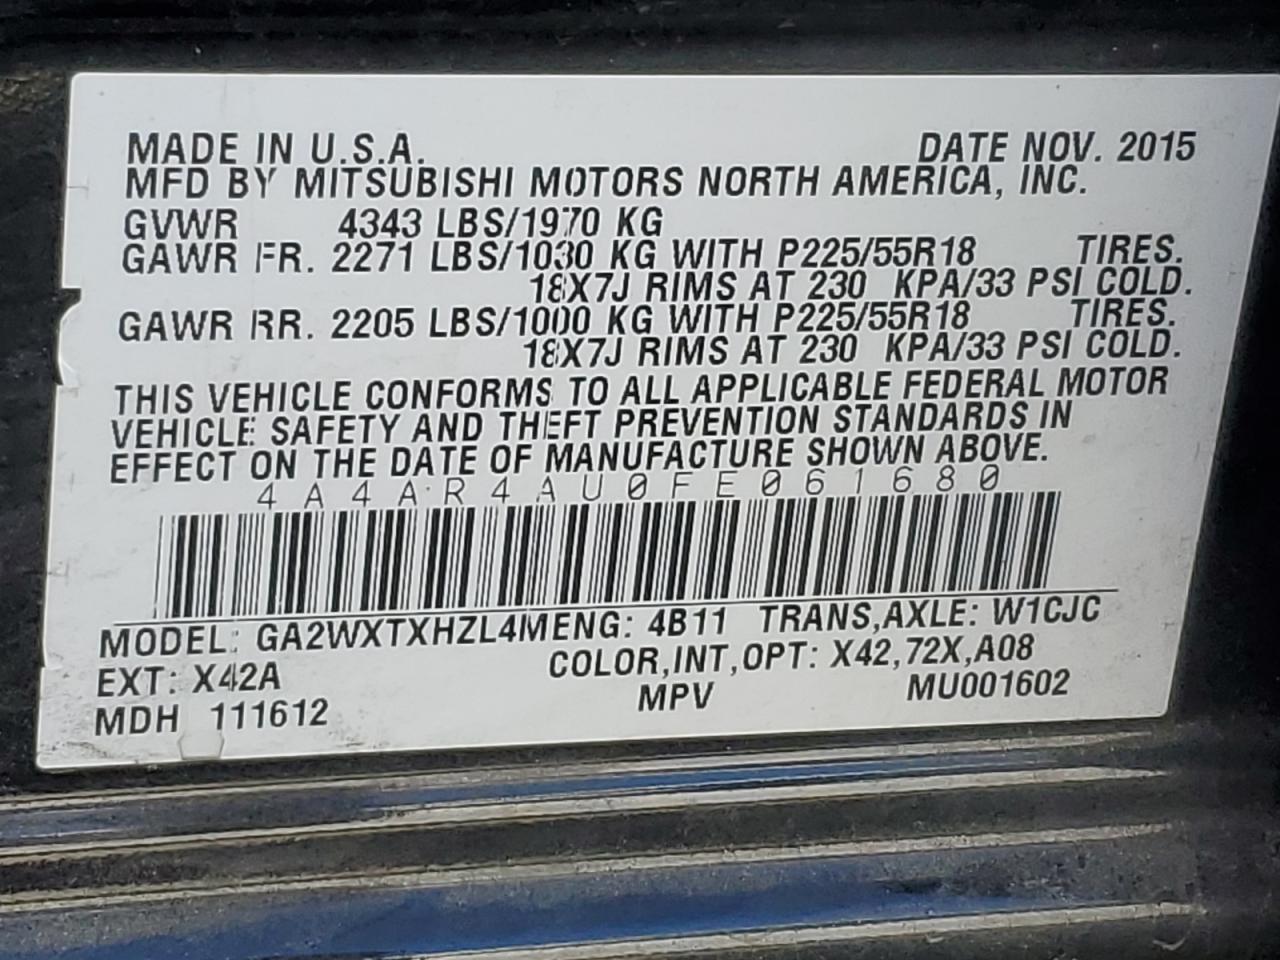 MADE IN U.S.A. DATE NOV. 2015
MFD BY MITSUBISHI MOTORS NORTH AMERICA, INC.
GVWR 4343 LBS/1970 KG
GAWR FR. 2271 LBS/1030 KG WITH P225/55R18 TIRES.
18X7J RIMS AT 230 KPA/33 PSI COLD.
GAWR RR. 2205 LBS/1000 KG WITH P225/55R18 TIRES.
18X7J RIMS AT 230 KPA/33 PSI COLD.
THIS VEHICLE CONFORMS TO ALL APPLICABLE FEDERAL MOTOR
VEHICLE SAFETY AND THEFT PREVENTION STANDARDS IN
EFFECT ON THE DATE OF MANUFACTURE SHOWN ABOVE.
4A4AR4AU0FE061680
MODEL: GA2WXTXHZL4MENG: 4B11 TRANS,AXLE: W1CJC
EXT: X42A COLOR,INT,OPT: X42,72X,A08
MDH 111612 MPV MU001602